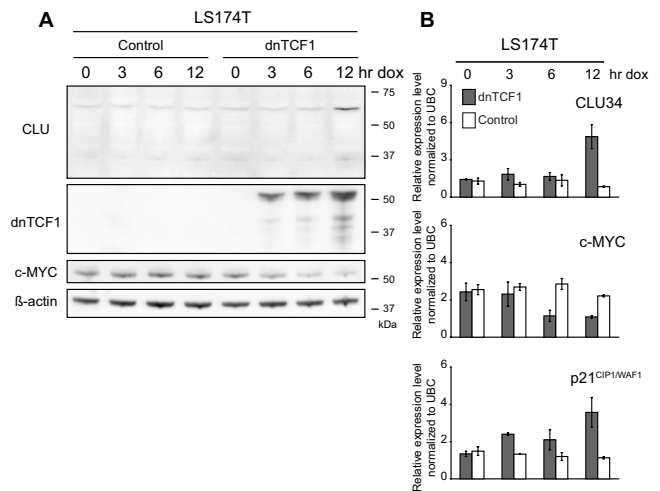 A
LS174T
Control dnTCF1
0 3 6 12 0 3 6 12 hr dox
CLU
75
50
37
dnTCF1
50
37
c-MYC
50
ß-actin
37
kDa
B
LS174T
0 3 6 12 hr dox
Relative expression level
normalized to UBC
9
6
3
0
dnTCF1
Control
CLU34
Relative expression level
normalized to UBC
6
4
2
0
c-MYC
Relative expression level
normalized to UBC
6
4
2
0
p21CIP1/WAF1